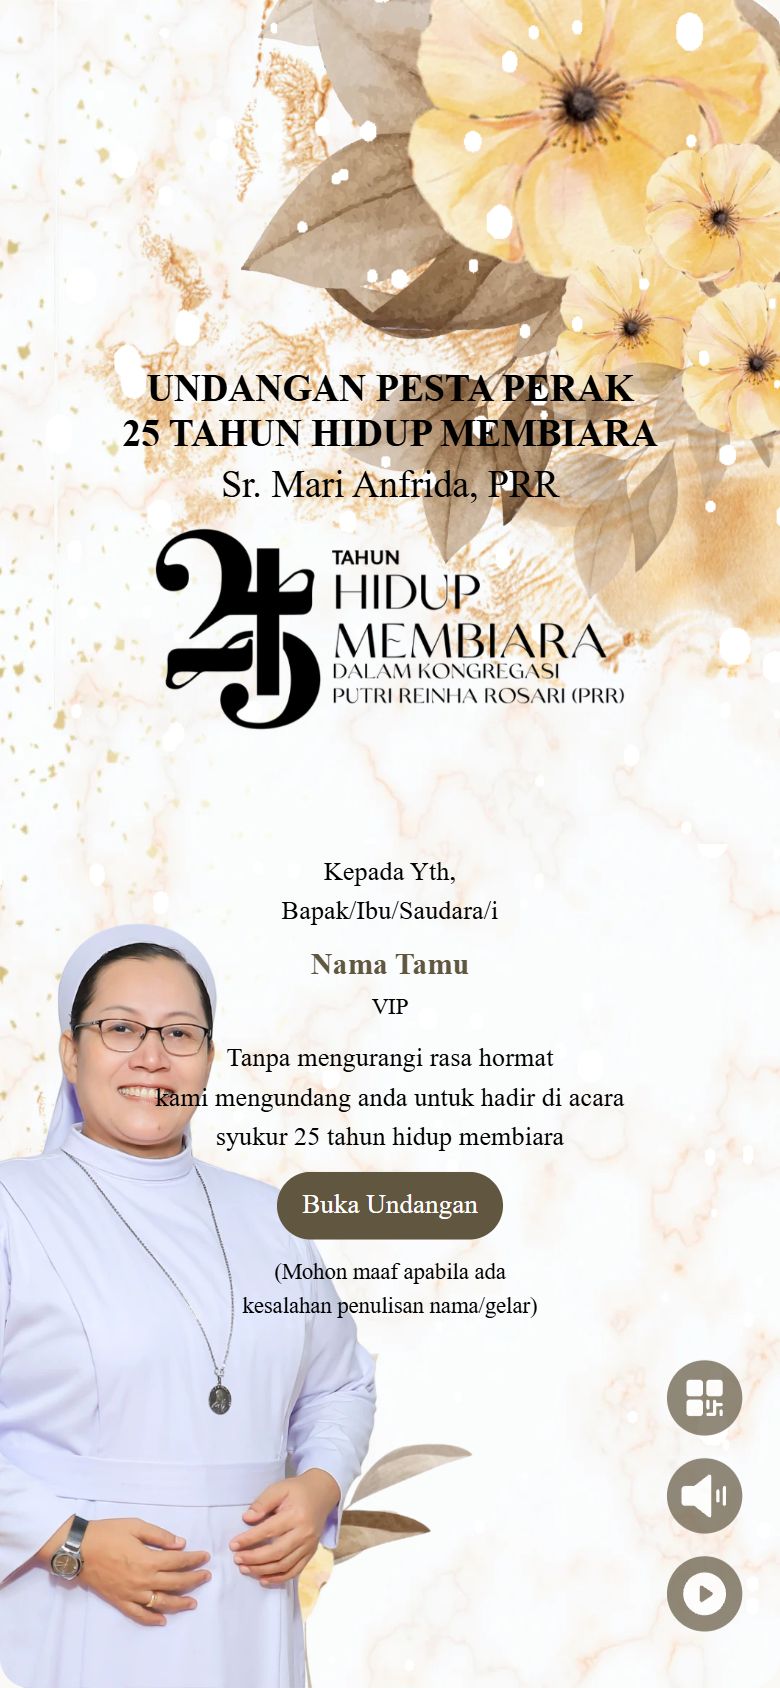 UNDANGAN PESTA PERAK
25 TAHUN HIDUP MEMBIARA
Sr. Mari Anfrida, PRR
25 TAHUN
HIDUP
MEMBIARA
DALAM KONGREGASI
PUTRI REINHA ROSARI (PRR)
Kepada Yth,
Bapak/Ibu/Saudara/i
Nama Tamu
VIP
Tanpa mengurangi rasa hormat
kami mengundang anda untuk hadir di acara
syukur 25 tahun hidup membiara
Buka Undangan
(Mohon maaf apabila ada
kesalahan penulisan nama/gelar)